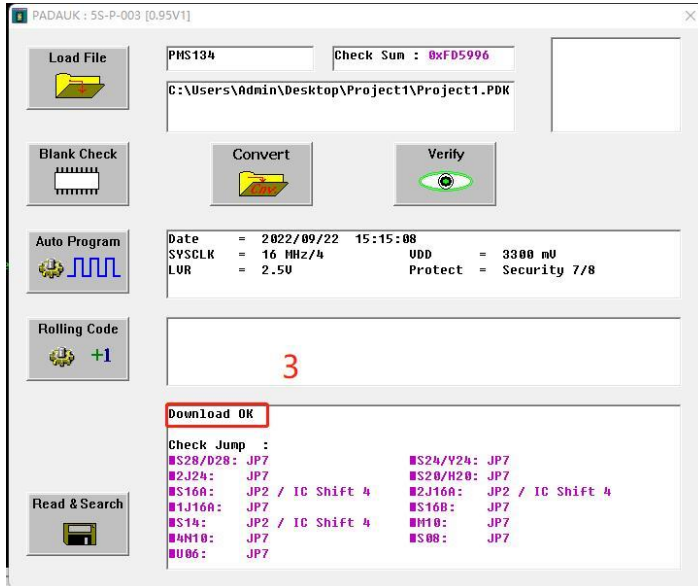 PADAUK : 5S-P-003 [0.95V1]
Load File
PMS134
Check Sum : 0xFD5996
C:\Users\Admin\Desktop\Project1\Project1.PDK
Blank Check
Convert
Cnv.
Verify
Auto Program
Date = 2022/09/22 15:15:08
SYSCLK = 16 MHz/4 VDD = 3300 mV
LVR = 2.5V Protect = Security 7/8
Rolling Code
+1
3
Download OK
Check Jump :
■S28/D28: JP7 ■S24/Y24: JP7
■2J24: JP7 ■S20/H20: JP7
■S16A: JP2 / IC Shift 4 ■2J16A: JP2 / IC Shift 4
■1J16A: JP7 ■S16B: JP7
■S14: JP2 / IC Shift 4 ■M10: JP7
■4N10: JP7 ■S08: JP7
■U06: JP7
Read & Search